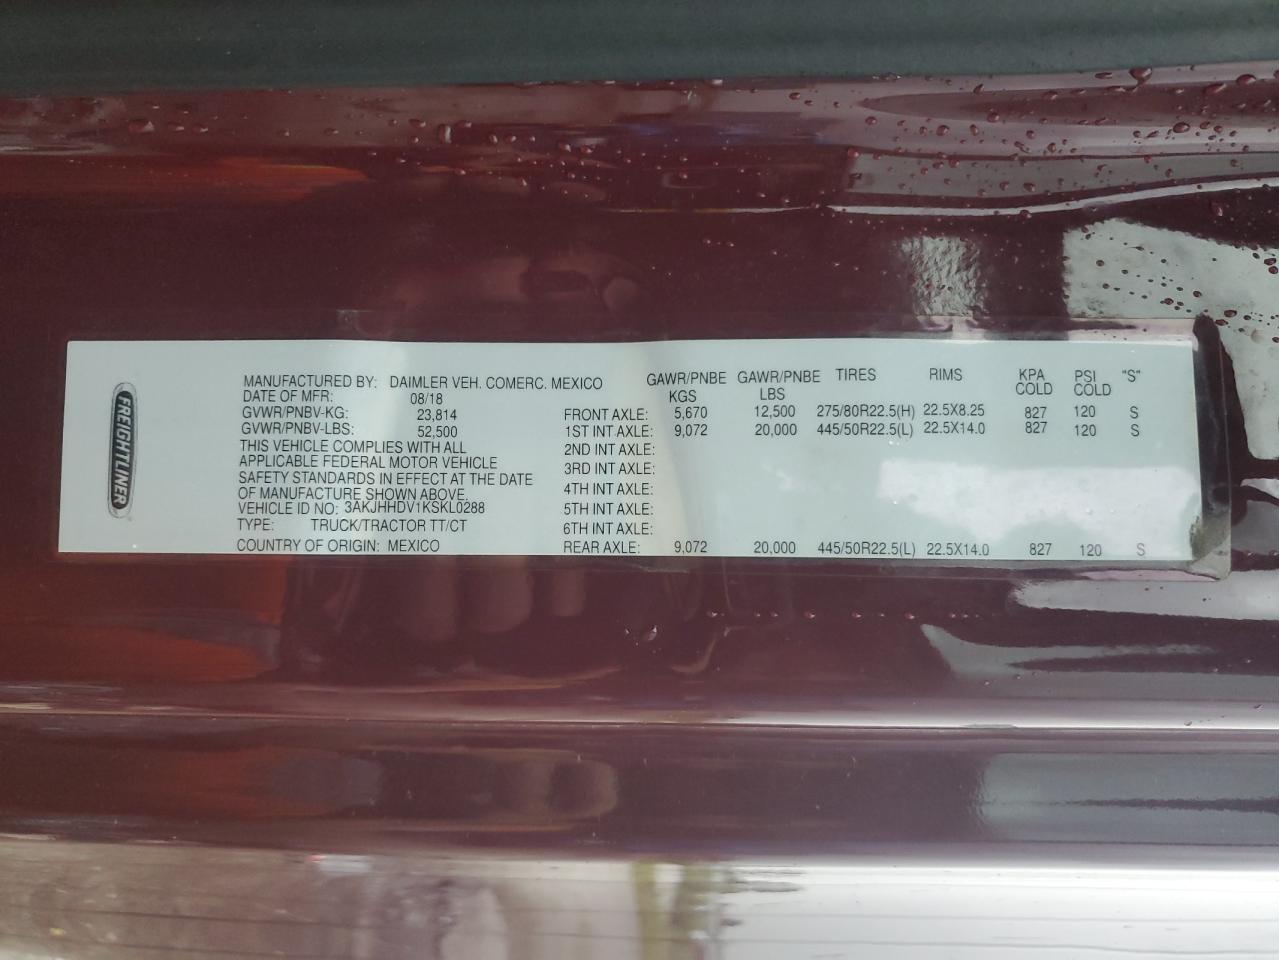 FREIGHTLINER
MANUFACTURED BY: DAIMLER VEH. COMERC. MEXICO
DATE OF MFR: 08/18
GVWR/PNBV-KG: 23,814
GVWR/PNBV-LBS: 52,500
THIS VEHICLE COMPLIES WITH ALL
APPLICABLE FEDERAL MOTOR VEHICLE
SAFETY STANDARDS IN EFFECT AT THE DATE
OF MANUFACTURE SHOWN ABOVE.
VEHICLE ID NO: 3AKJHHDV1KSKL0288
TYPE: TRUCK/TRACTOR TT/CT
COUNTRY OF ORIGIN: MEXICO
GAWR/PNBE GAWR/PNBE TIRES RIMS KPA PSI "S"
KGS LBS COLD COLD
FRONT AXLE: 5,670 12,500 275/80R22.5(H) 22.5X8.25 827 120 S
1ST INT AXLE: 9,072 20,000 445/50R22.5(L) 22.5X14.0 827 120 S
2ND INT AXLE:
3RD INT AXLE:
4TH INT AXLE:
5TH INT AXLE:
6TH INT AXLE:
REAR AXLE: 9,072 20,000 445/50R22.5(L) 22.5X14.0 827 120 S